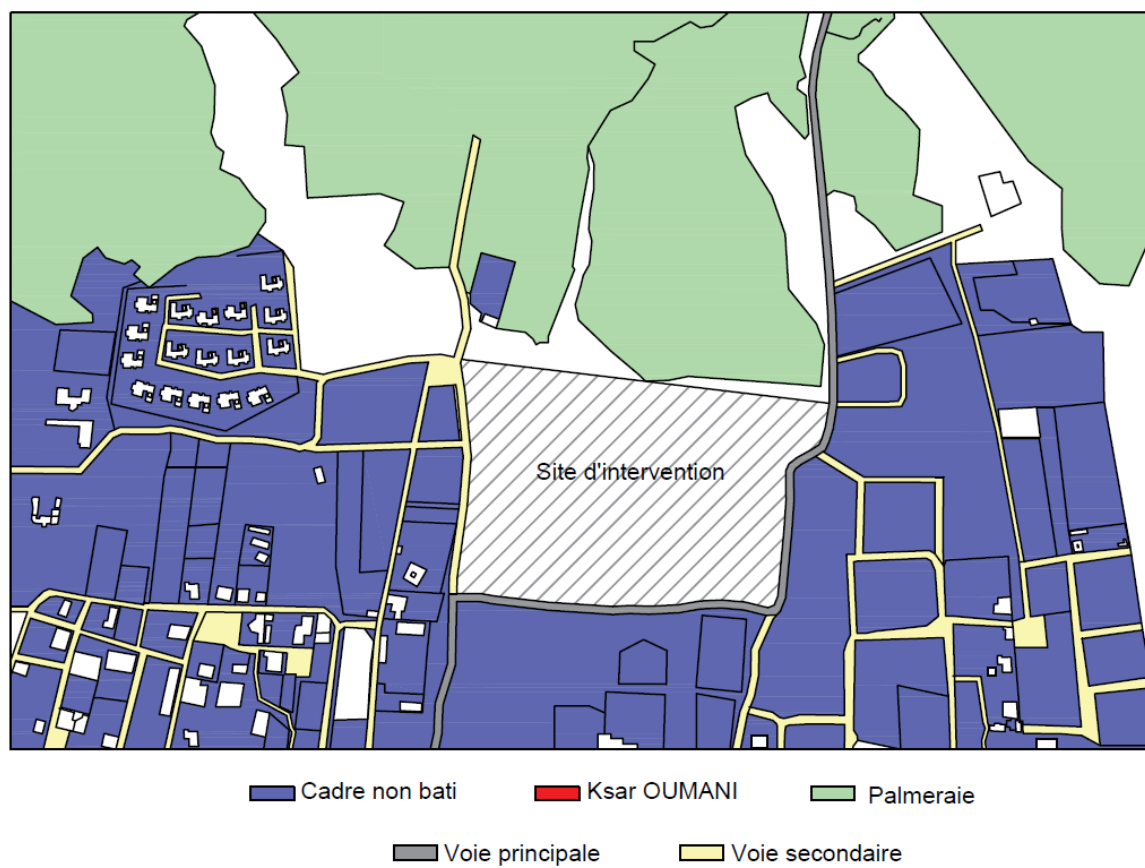 Site d'intervention
Cadre non bati
Ksar OUMANI
Palmeraie
Voie principale
Voie secondaire